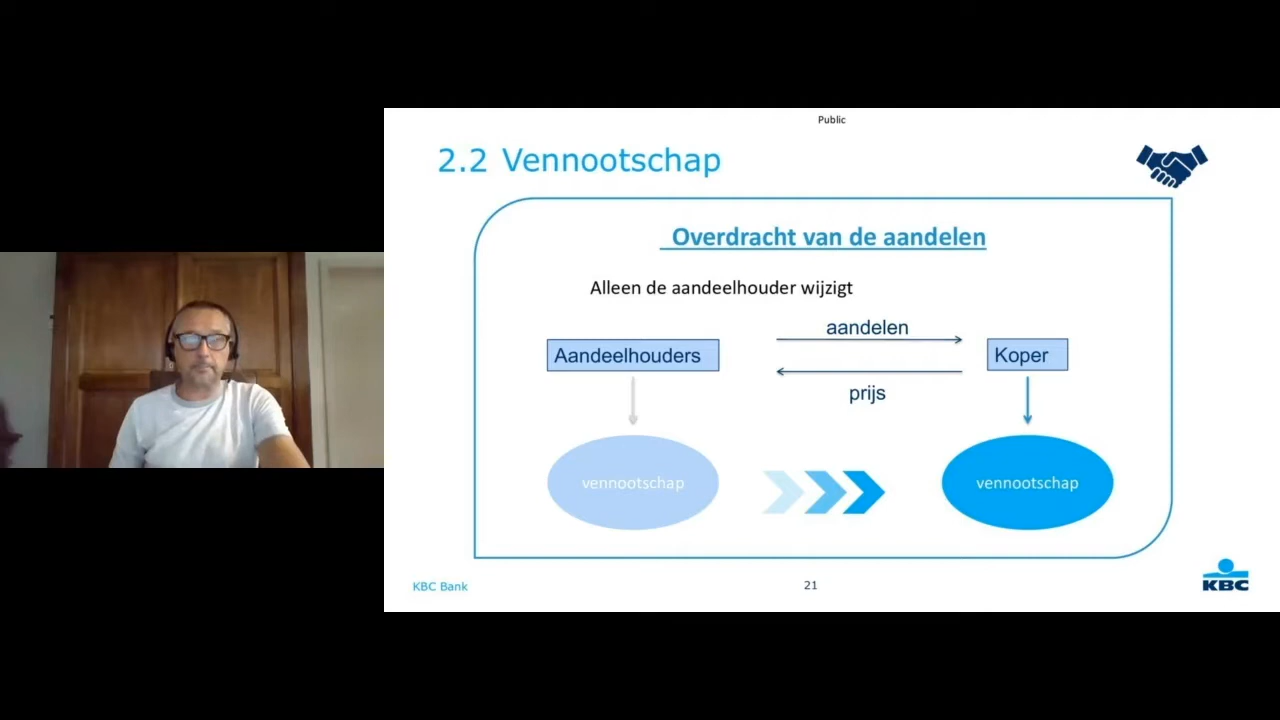 Public
2.2 Vennootschap
Overdracht van de aandelen
Alleen de aandeelhouder wijzigt
aandelen
Aandeelhouders
Koper
prijs
vennootschap
vennootschap
KBC Bank
21
KBC